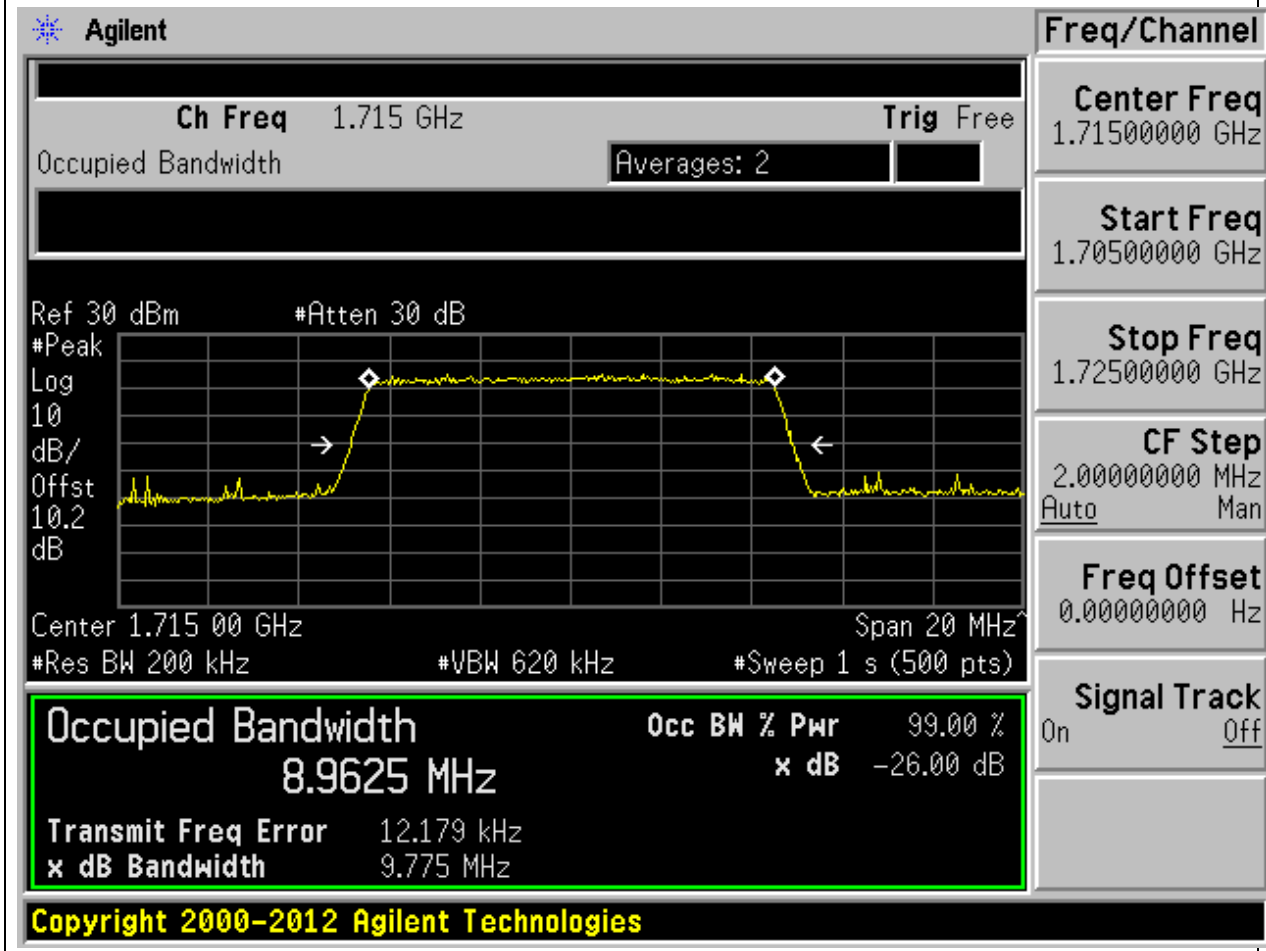 Agilent
Freq/Channel
Ch Freq 1.715 GHz
Trig Free
Occupied Bandwidth
Averages: 2
Ref 30 dBm
#Atten 30 dB
#Peak
Log
10
dB/
Offst
10.2
dB
Center 1.715 00 GHz
Span 20 MHz^
#Res BW 200 kHz
#VBW 620 kHz
#Sweep 1 s (500 pts)
Occupied Bandwidth
8.9625 MHz
Occ BW % Pwr 99.00 %
x dB -26.00 dB
Transmit Freq Error 12.179 kHz
x dB Bandwidth 9.775 MHz
Center Freq
1.71500000 GHz
Start Freq
1.70500000 GHz
Stop Freq
1.72500000 GHz
CF Step
2.00000000 MHz
Auto Man
Freq Offset
0.00000000 Hz
Signal Track
On Off
Copyright 2000-2012 Agilent Technologies